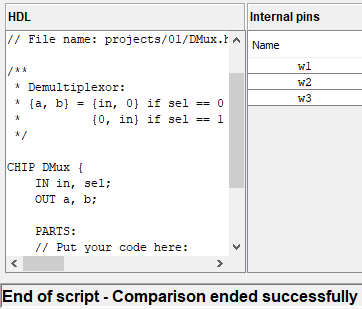 HDL
// File name: projects/01/DMux.h
/**
 * Demultiplexor:
 * {a, b} = {in, 0} if sel == 0
 *          {0, in} if sel == 1
 */
CHIP DMux {
    IN in, sel;
    OUT a, b;
    PARTS:
    // Put your code here:
Internal pins
Name
w1
w2
w3
End of script - Comparison ended successfully